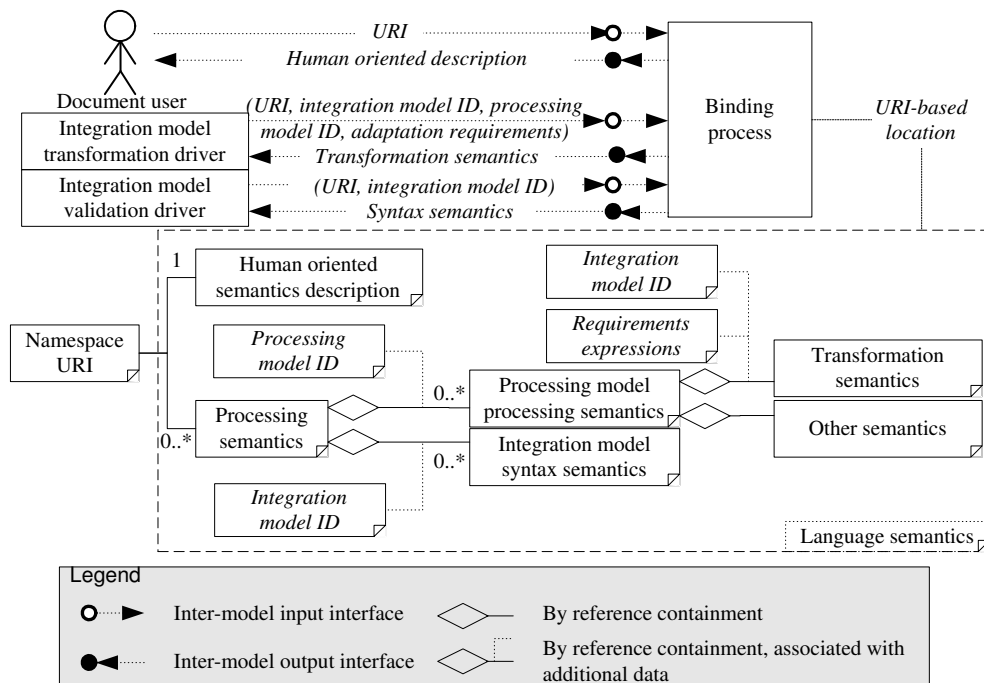 URI
Human oriented description
Document user
(URI, integration model ID, processing
model ID, adaptation requirements)
Integration model
transformation driver
Transformation semantics
Integration model
validation driver
(URI, integration model ID)
Syntax semantics
Binding
process
URI-based
location
1
Human oriented
semantics description
Integration
model ID
Namespace
URI
Processing
model ID
Requirements
expressions
Transformation
semantics
0..*
Processing model
processing semantics
0..*
Processing
semantics
Other semantics
0..*
Integration model
syntax semantics
Integration
model ID
Language semantics
Legend
Inter-model input interface
By reference containment
Inter-model output interface
By reference containment, associated with
additional data